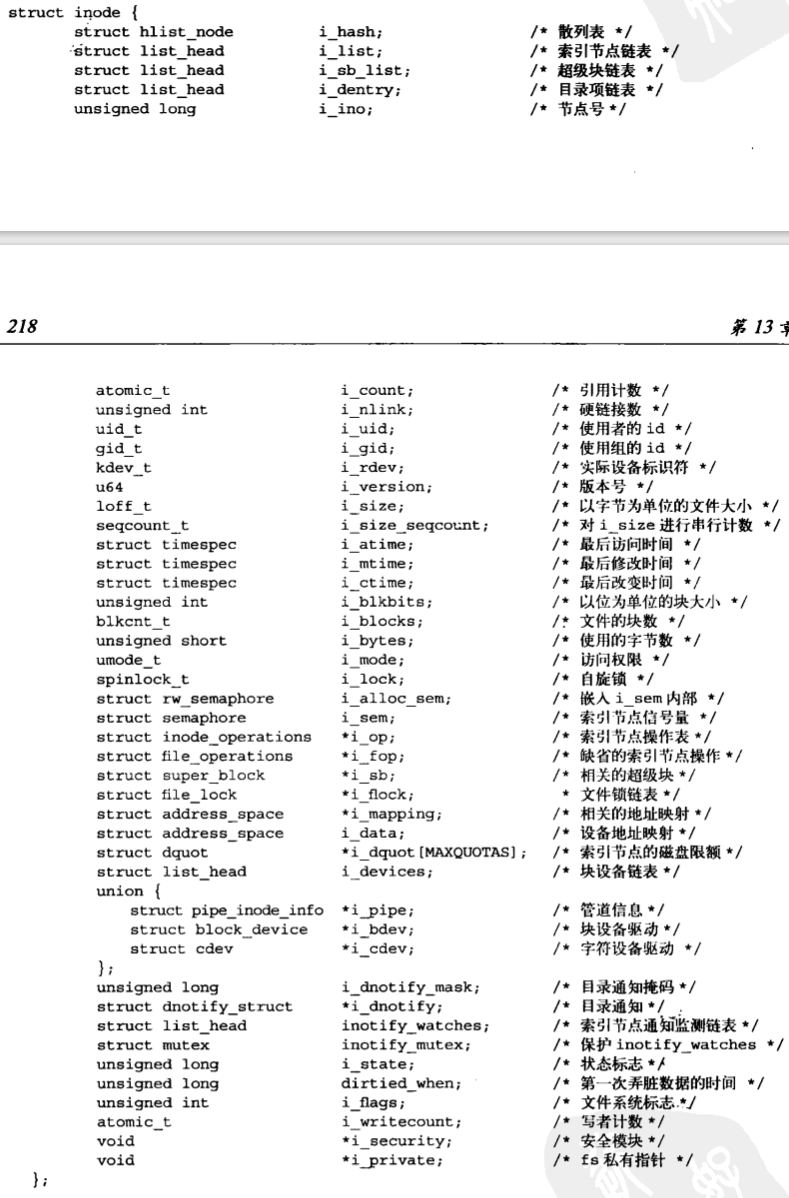 struct inode {
struct hlist_node i_hash; /* 散列表 */
struct list_head i_list; /* 索引节点链表 */
struct list_head i_sb_list; /* 超级块链表 */
struct list_head i_dentry; /* 目录项链表 */
unsigned long i_ino; /* 节点号 */
218 第 13 章
atomic_t i_count; /* 引用计数 */
unsigned int i_nlink; /* 硬链接数 */
uid_t i_uid; /* 使用者的 id */
gid_t i_gid; /* 使用组的 id */
kdev_t i_rdev; /* 实际设备标识符 */
u64 i_version; /* 版本号 */
loff_t i_size; /* 以字节为单位的文件大小 */
seqcount_t i_size_seqcount; /* 对 i_size 进行串行计数 */
struct timespec i_atime; /* 最后访问时间 */
struct timespec i_mtime; /* 最后修改时间 */
struct timespec i_ctime; /* 最后改变时间 */
unsigned int i_blkbits; /* 以位为单位的块大小 */
blkcnt_t i_blocks; /* 文件的块数 */
unsigned short i_bytes; /* 使用的字节数 */
umode_t i_mode; /* 访问权限 */
spinlock_t i_lock; /* 自旋锁 */
struct rw_semaphore i_alloc_sem; /* 嵌入 i_sem 内部 */
struct semaphore i_sem; /* 索引节点信号量 */
struct inode_operations *i_op; /* 索引节点操作表 */
struct file_operations *i_fop; /* 缺省的索引节点操作 */
struct super_block *i_sb; /* 相关的超级块 */
struct file_lock *i_flock; * 文件锁链表 */
struct address_space *i_mapping; /* 相关的地址映射 */
struct address_space i_data; /* 设备地址映射 */
struct dquot *i_dquot[MAXQUOTAS]; /* 索引节点的磁盘限额 */
struct list_head i_devices; /* 块设备链表 */
union {
struct pipe_inode_info *i_pipe; /* 管道信息 */
struct block_device *i_bdev; /* 块设备驱动 */
struct cdev *i_cdev; /* 字符设备驱动 */
};
unsigned long i_dnotify_mask; /* 目录通知掩码 */
struct dnotify_struct *i_dnotify; /* 目录通知 */
struct list_head inotify_watches; /* 索引节点通知监测链表 */
struct mutex inotify_mutex; /* 保护 inotify_watches */
unsigned long i_state; /* 状态标志 */
unsigned long dirtied_when; /* 第一次弄脏数据的时间 */
unsigned int i_flags; /* 文件系统标志 */
atomic_t i_writecount; /* 写者计数 */
void *i_security; /* 安全模块 */
void *i_private; /* fs 私有指针 */
};